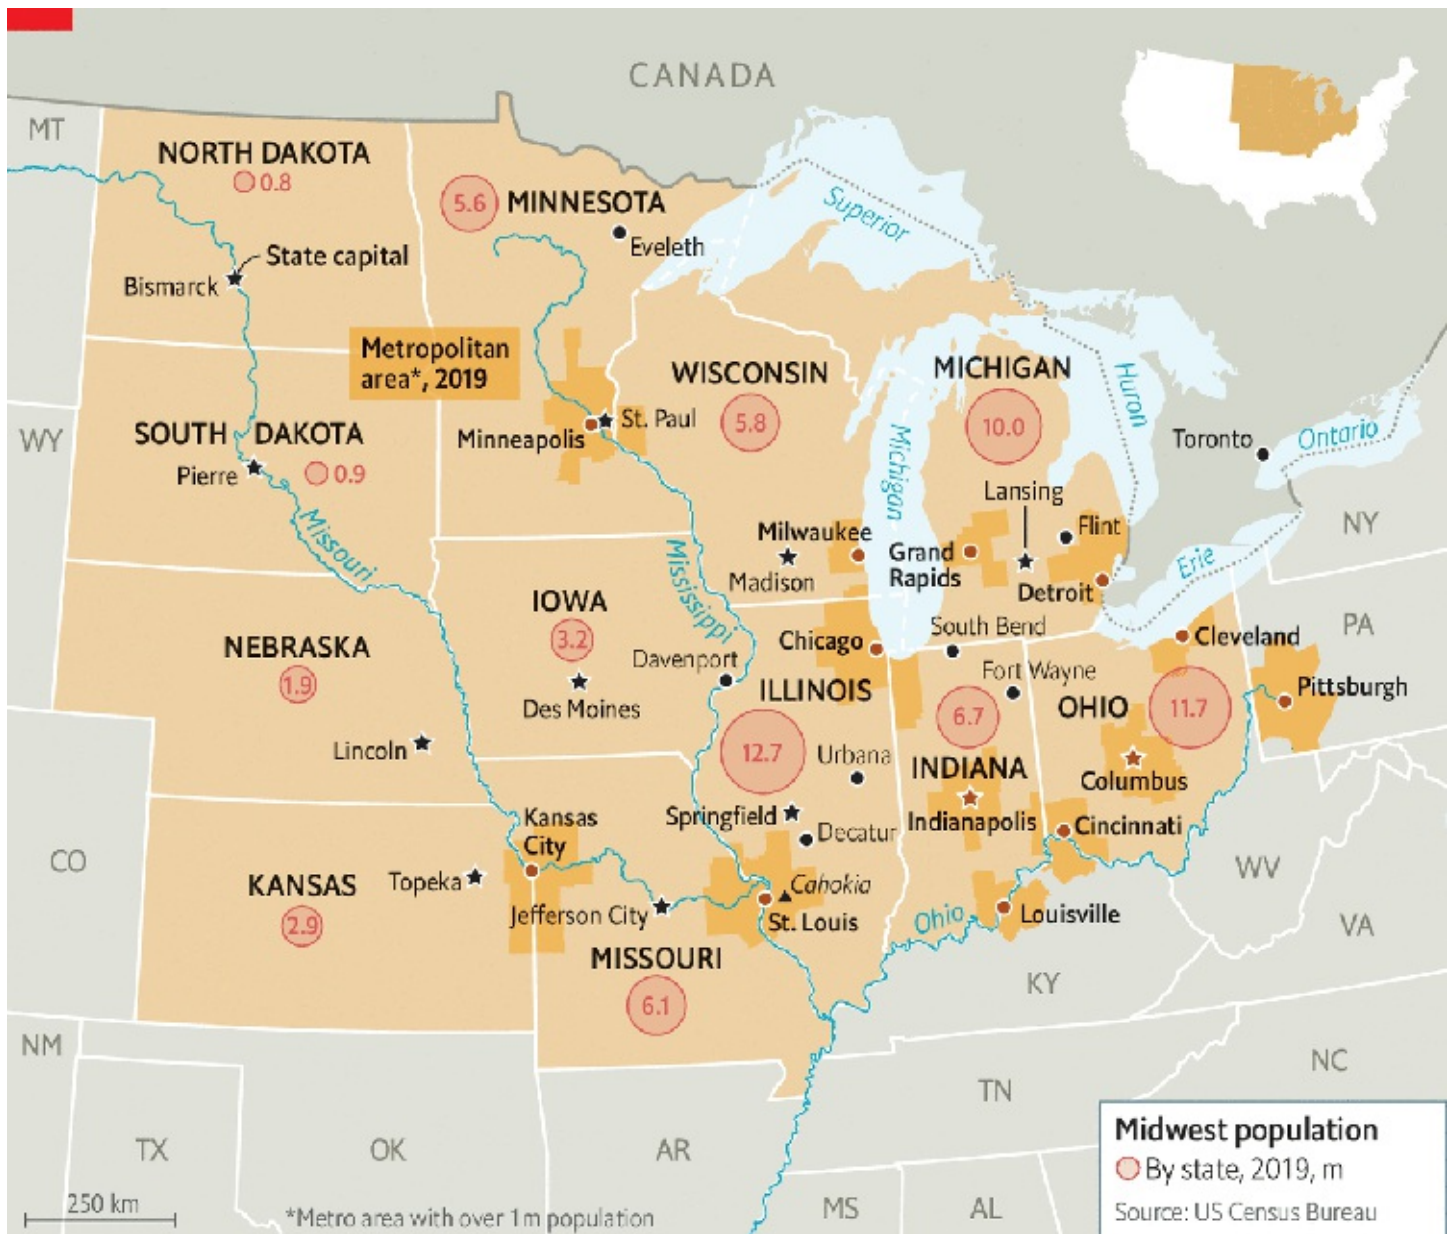 CANADA
MT
NORTH DAKOTA
0.8
5.6
MINNESOTA
Superior
Eveleth
State capital
Bismarck
Metropolitan
area*, 2019
WISCONSIN
5.8
MICHIGAN
10.0
Huron
Michigan
WY
SOUTH DAKOTA
0.9
Pierre
Minneapolis
St. Paul
Toronto
Ontario
Lansing
Missouri
Mississippi
Milwaukee
Madison
Grand
Rapids
Flint
Detroit
NY
Erie
IOWA
3.2
Des Moines
Davenport
Chicago
South Bend
Cleveland
PA
NEBRASKA
1.9
Lincoln
ILLINOIS
12.7
Fort Wayne
6.7
INDIANA
OHIO
11.7
Pittsburgh
Urbana
Columbus
Springfield
Decatur
Indianapolis
Cincinnati
Kansas
City
CO
KANSAS
2.9
Topeka
Jefferson City
Cahokia
St. Louis
Ohio
Louisville
WV
VA
MISSOURI
6.1
KY
NM
TX
OK
AR
TN
NC
MS
AL
250 km
*Metro area with over 1m population
Midwest population
By state, 2019, m
Source: US Census Bureau